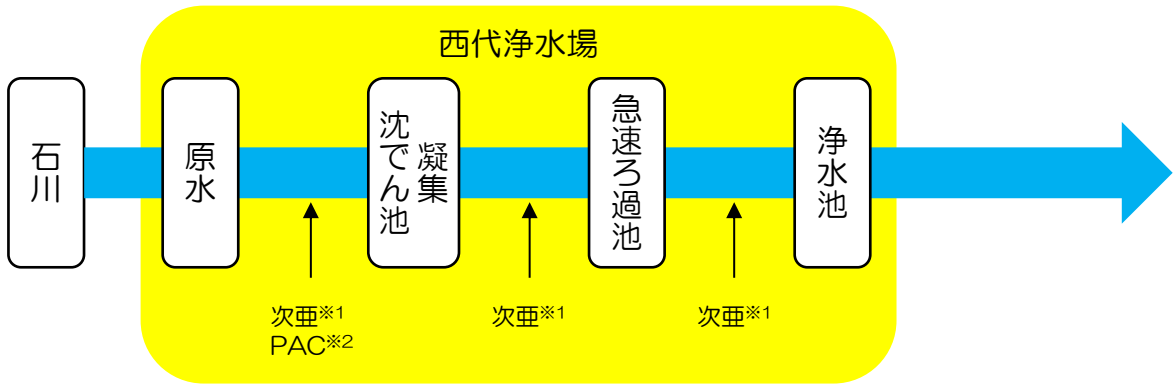 西代浄水場
石川
原水
凝集
沈でん池
急速ろ過池
浄水池
次亜※1
PAC※2
次亜※1
次亜※1